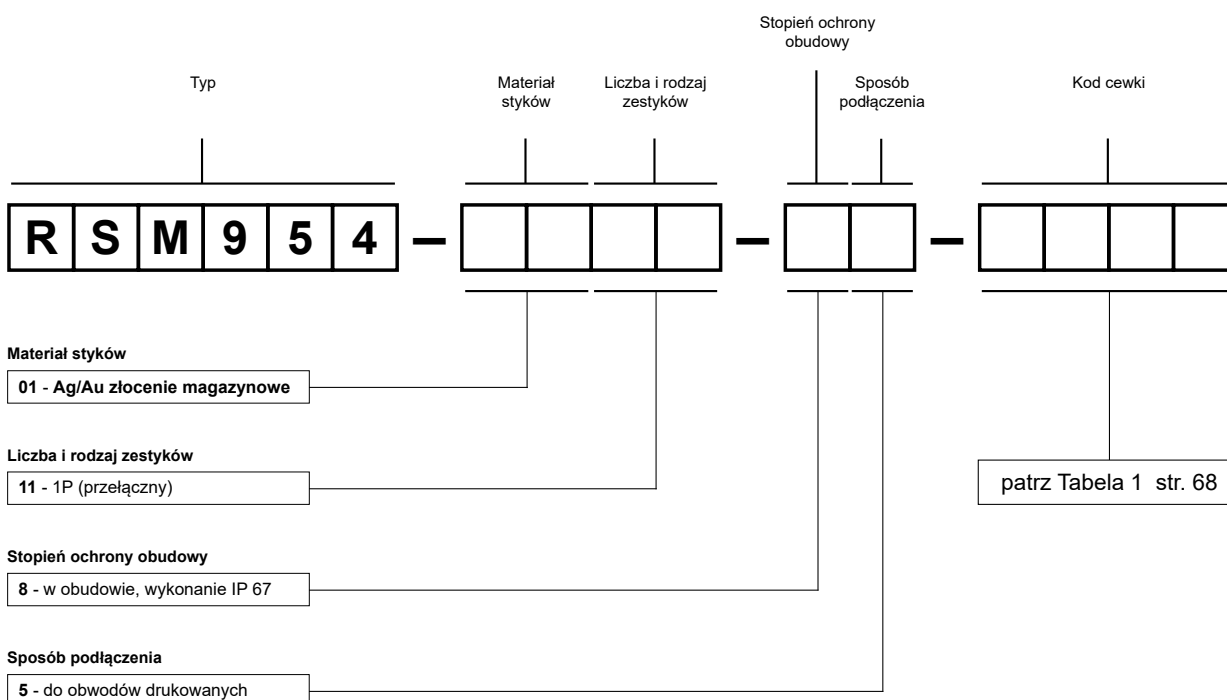 Stopień ochrony
obudowy
Typ
Materiał
styków
Liczba i rodzaj
zestyków
Sposób
podłączenia
Kod cewki
R S M 9 5 4 – –  –
Materiał styków
01 - Ag/Au złocenie magazynowe
Liczba i rodzaj zestyków
11 - 1P (przełączny)
patrz Tabela 1 str. 68
Stopień ochrony obudowy
8 - w obudowie, wykonanie IP 67
Sposób podłączenia
5 - do obwodów drukowanych